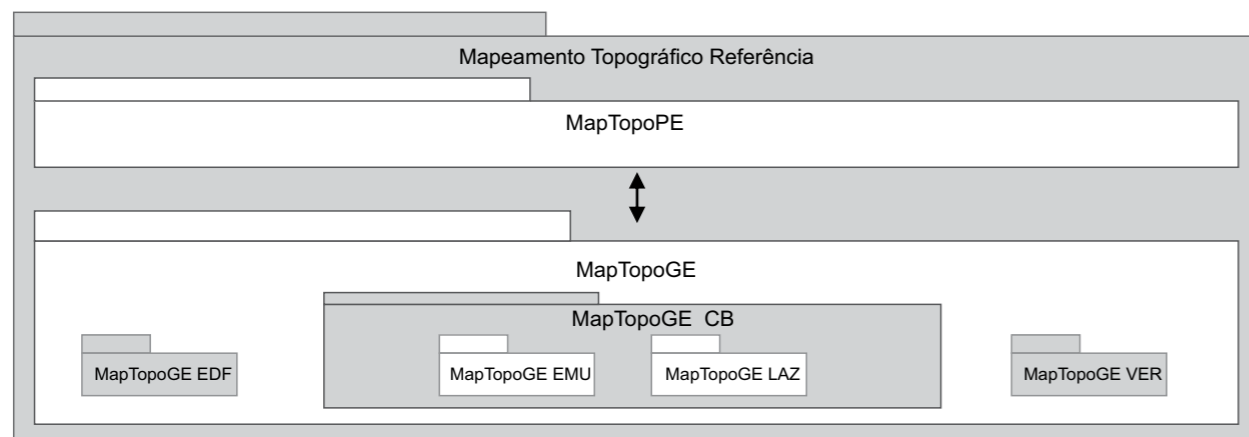 Mapeamento Topográfico Referência
MapTopoPE
MapTopoGE
MapTopoGE CB
MapTopoGE EDF
MapTopoGE EMU
MapTopoGE LAZ
MapTopoGE VER